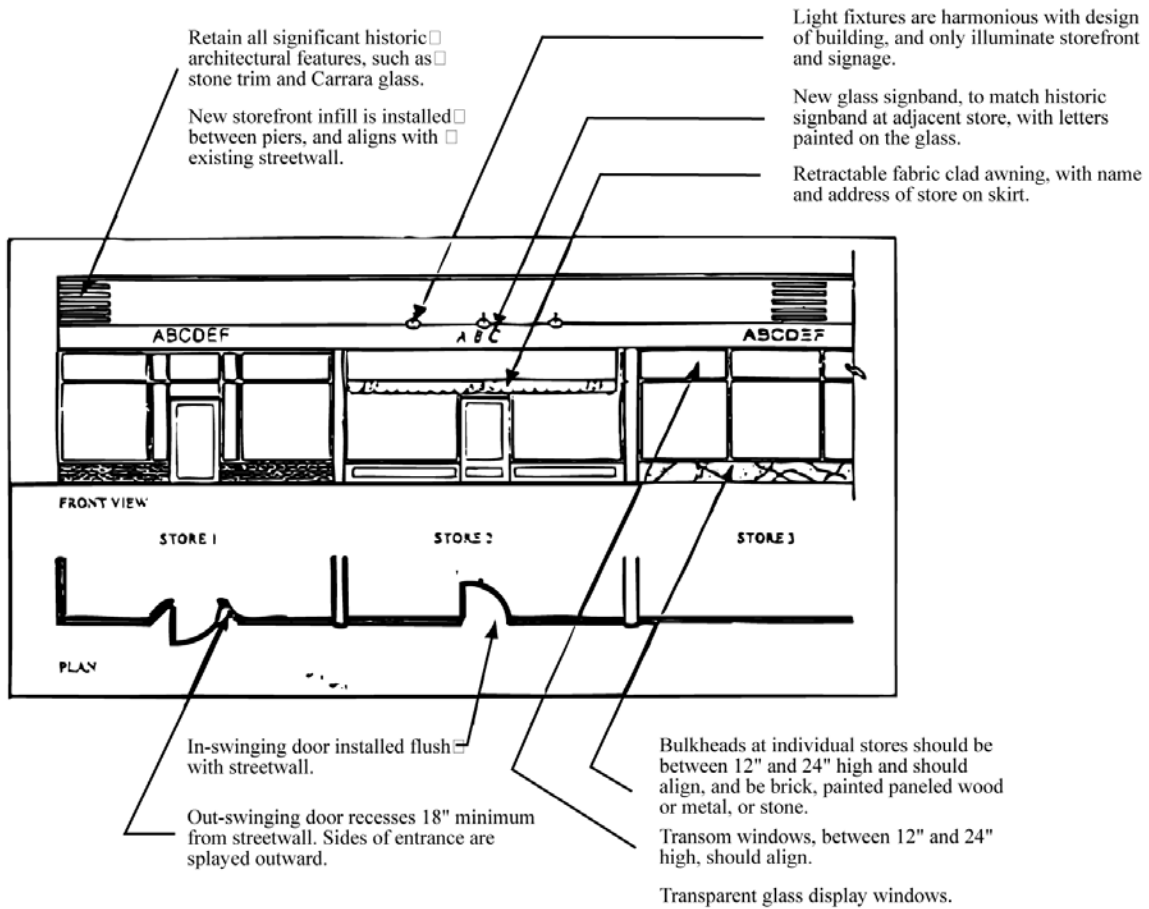 Retain all significant historic
architectural features, such as
stone trim and Carrara glass.
New storefront infill is installed
between piers, and aligns with
existing streetwall.
Light fixtures are harmonious with design
of building, and only illuminate storefront
and signage.
New glass signband, to match historic
signband at adjacent store, with letters
painted on the glass.
Retractable fabric clad awning, with name
and address of store on skirt.
ABCDEF
A B C
ABCDEF
FRONT VIEW
STORE 1
STORE 2
STORE 3
PLAN
In-swinging door installed flush
with streetwall.
Out-swinging door recesses 18" minimum
from streetwall. Sides of entrance are
splayed outward.
Bulkheads at individual stores should be
between 12" and 24" high and should
align, and be brick, painted paneled wood
or metal, or stone.
Transom windows, between 12" and 24"
high, should align.
Transparent glass display windows.